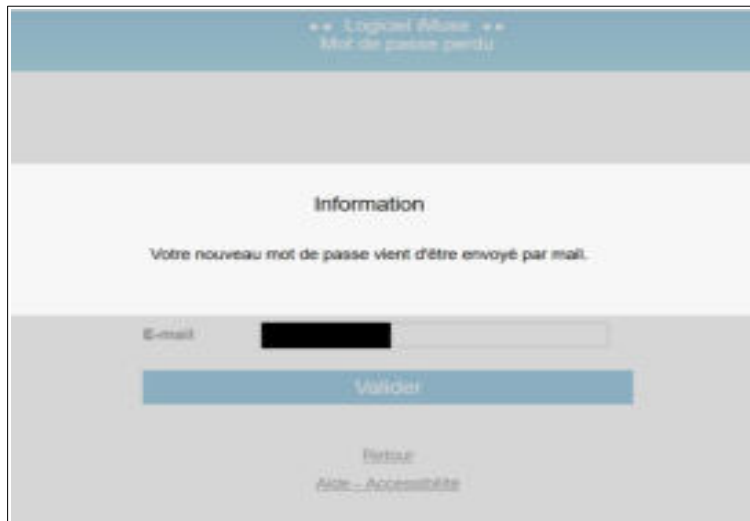 •• Logiciel iMuse ••
Mot de passe perdu
Information
Votre nouveau mot de passe vient d'être envoyé par mail.
E-mail
Valider
Retour
Aide - Accessibilité